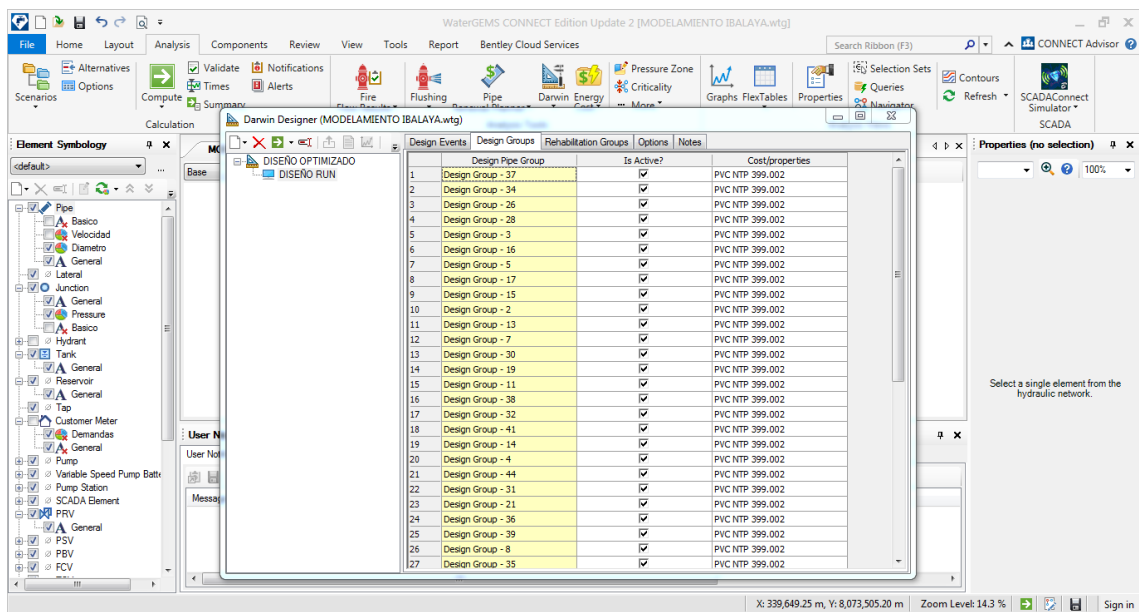 WaterGEMS CONNECT Edition Update 2 [MODELAMIENTO IBALAYA.wtg]
File Home Layout Analysis Components Review View Tools Report Bentley Cloud Services Search Ribbon (F3) CONNECT Advisor
Scenarios
Alternatives
Options
Compute
Validate
Times
Summary
Notifications
Alerts
Calculation
Fire
Flushing
Pipe
Darwin
Energy
Pressure Zone
Criticality
More
Graphs
FlexTables
Properties
Selection Sets
Queries
Navigator
Contours
Refresh
SCADAConnect
Simulator
SCADA
Element Symbology
<default>
...
Pipe
Basico
Velocidad
Diametro
General
Lateral
Junction
General
Pressure
Basico
Hydrant
Tank
General
Reservoir
General
Tap
Customer Meter
Demandas
General
Pump
Variable Speed Pump Batte
Pump Station
SCADA Element
PRV
General
PSV
PBV
FCV
Base
User N
User Not
Messag
Darwin Designer (MODELAMIENTO IBALAYA.wtg)
DISEÑO OPTIMIZADO
DISEÑO RUN
Design Events Design Groups Rehabilitation Groups Options Notes
Design Pipe Group Is Active? Cost/properties
1 Design Group - 37 PVC NTP 399.002
2 Design Group - 34 PVC NTP 399.002
3 Design Group - 26 PVC NTP 399.002
4 Design Group - 28 PVC NTP 399.002
5 Design Group - 3 PVC NTP 399.002
6 Design Group - 16 PVC NTP 399.002
7 Design Group - 5 PVC NTP 399.002
8 Design Group - 17 PVC NTP 399.002
9 Design Group - 15 PVC NTP 399.002
10 Design Group - 2 PVC NTP 399.002
11 Design Group - 13 PVC NTP 399.002
12 Design Group - 7 PVC NTP 399.002
13 Design Group - 30 PVC NTP 399.002
14 Design Group - 19 PVC NTP 399.002
15 Design Group - 11 PVC NTP 399.002
16 Design Group - 38 PVC NTP 399.002
17 Design Group - 32 PVC NTP 399.002
18 Design Group - 41 PVC NTP 399.002
19 Design Group - 14 PVC NTP 399.002
20 Design Group - 4 PVC NTP 399.002
21 Design Group - 44 PVC NTP 399.002
22 Design Group - 31 PVC NTP 399.002
23 Design Group - 21 PVC NTP 399.002
24 Design Group - 36 PVC NTP 399.002
25 Design Group - 39 PVC NTP 399.002
26 Design Group - 8 PVC NTP 399.002
27 Design Group - 35 PVC NTP 399.002
Properties (no selection)
100%
Select a single element from the
hydraulic network.
X: 339,649.25 m, Y: 8,073,505.20 m Zoom Level: 14.3 % Sign in